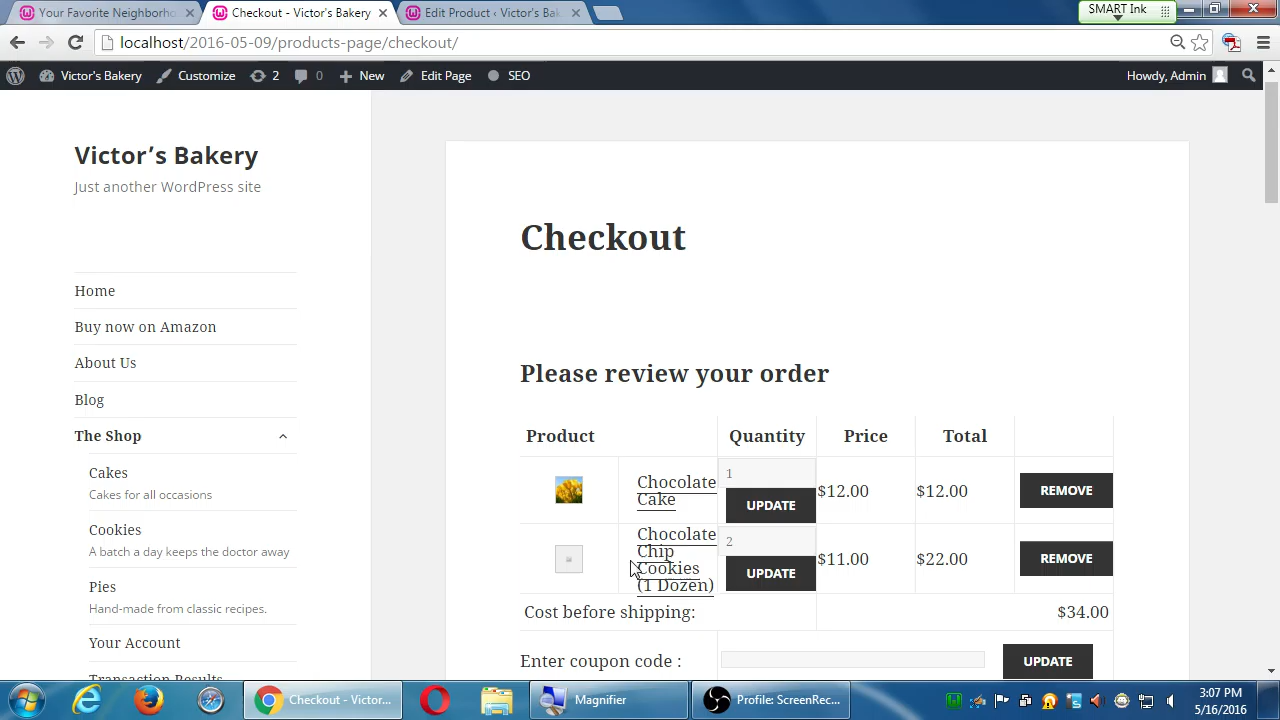 Your Favorite Neighborho
Checkout - Victor's Bakery
Edit Product ‹ Victor's Bak
SMART Ink
localhost/2016-05-09/products-page/checkout/
Victor's Bakery
Customize
2
0
New
Edit Page
SEO
Howdy, Admin
Victor's Bakery
Just another WordPress site
Home
Buy now on Amazon
About Us
Blog
The Shop
Cakes
Cakes for all occasions
Cookies
A batch a day keeps the doctor away
Pies
Hand-made from classic recipes.
Your Account
Transaction Results
Checkout
Please review your order
Product Quantity Price Total
Chocolate
Cake
1
UPDATE
$12.00 $12.00 REMOVE
Chocolate
Chip
Cookies
(1 Dozen)
2
UPDATE
$11.00 $22.00 REMOVE
Cost before shipping: $34.00
Enter coupon code : UPDATE
Checkout - Victor...
Magnifier
Profile: ScreenRec...
3:07 PM
5/16/2016